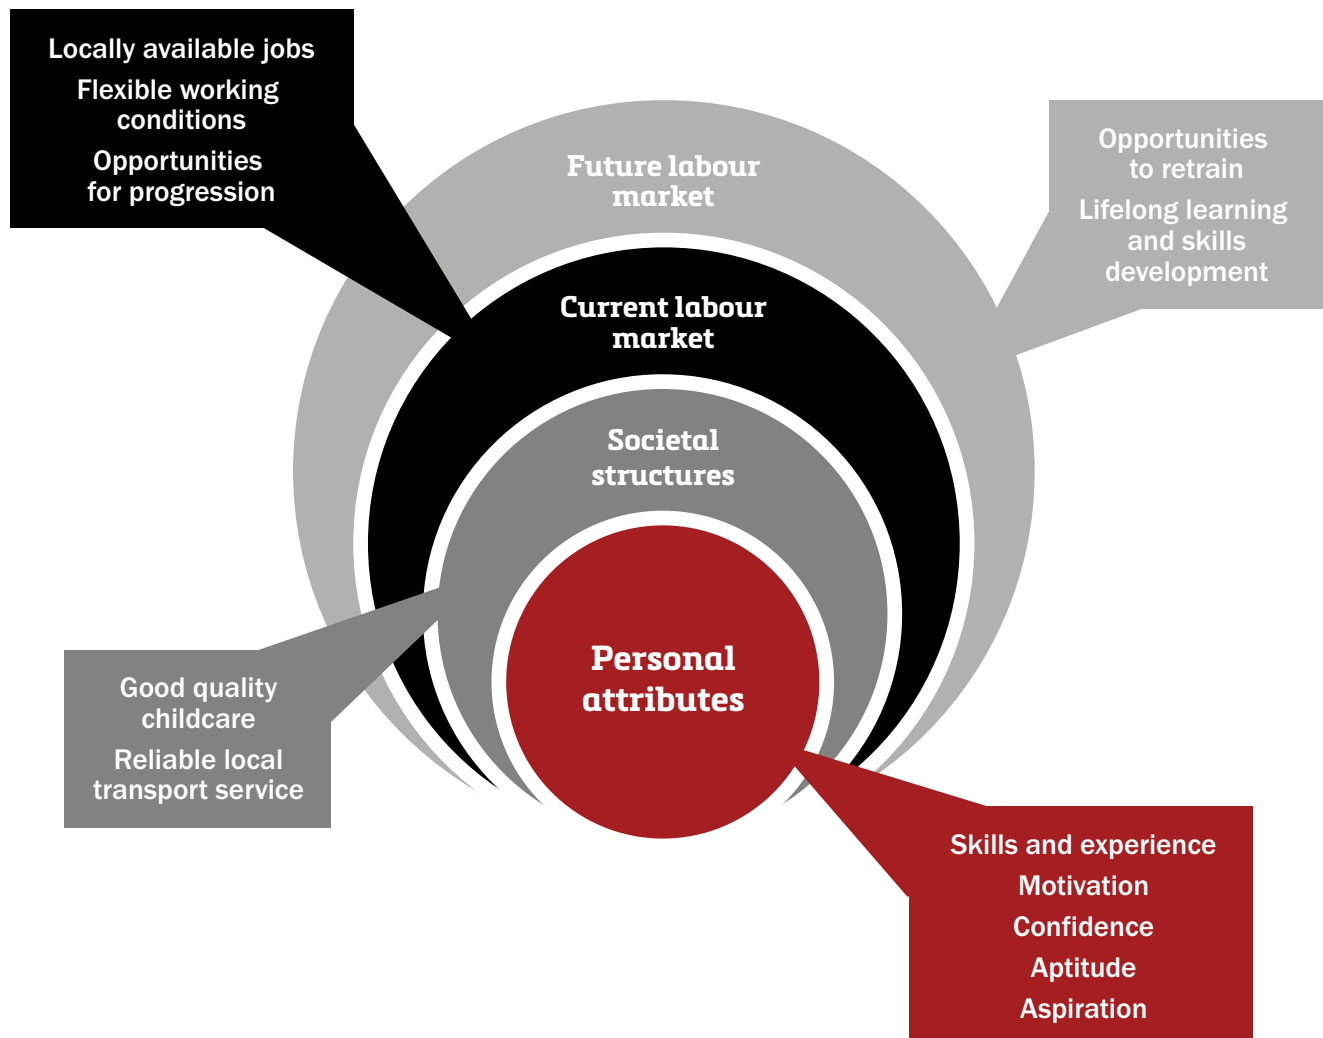 Locally available jobs
Flexible working
conditions
Opportunities
for progression
Future labour
market
Opportunities
to retrain
Lifelong learning
and skills
development
Current labour
market
Societal
structures
Personal
attributes
Good quality
childcare
Reliable local
transport service
Skills and experience
Motivation
Confidence
Aptitude
Aspiration